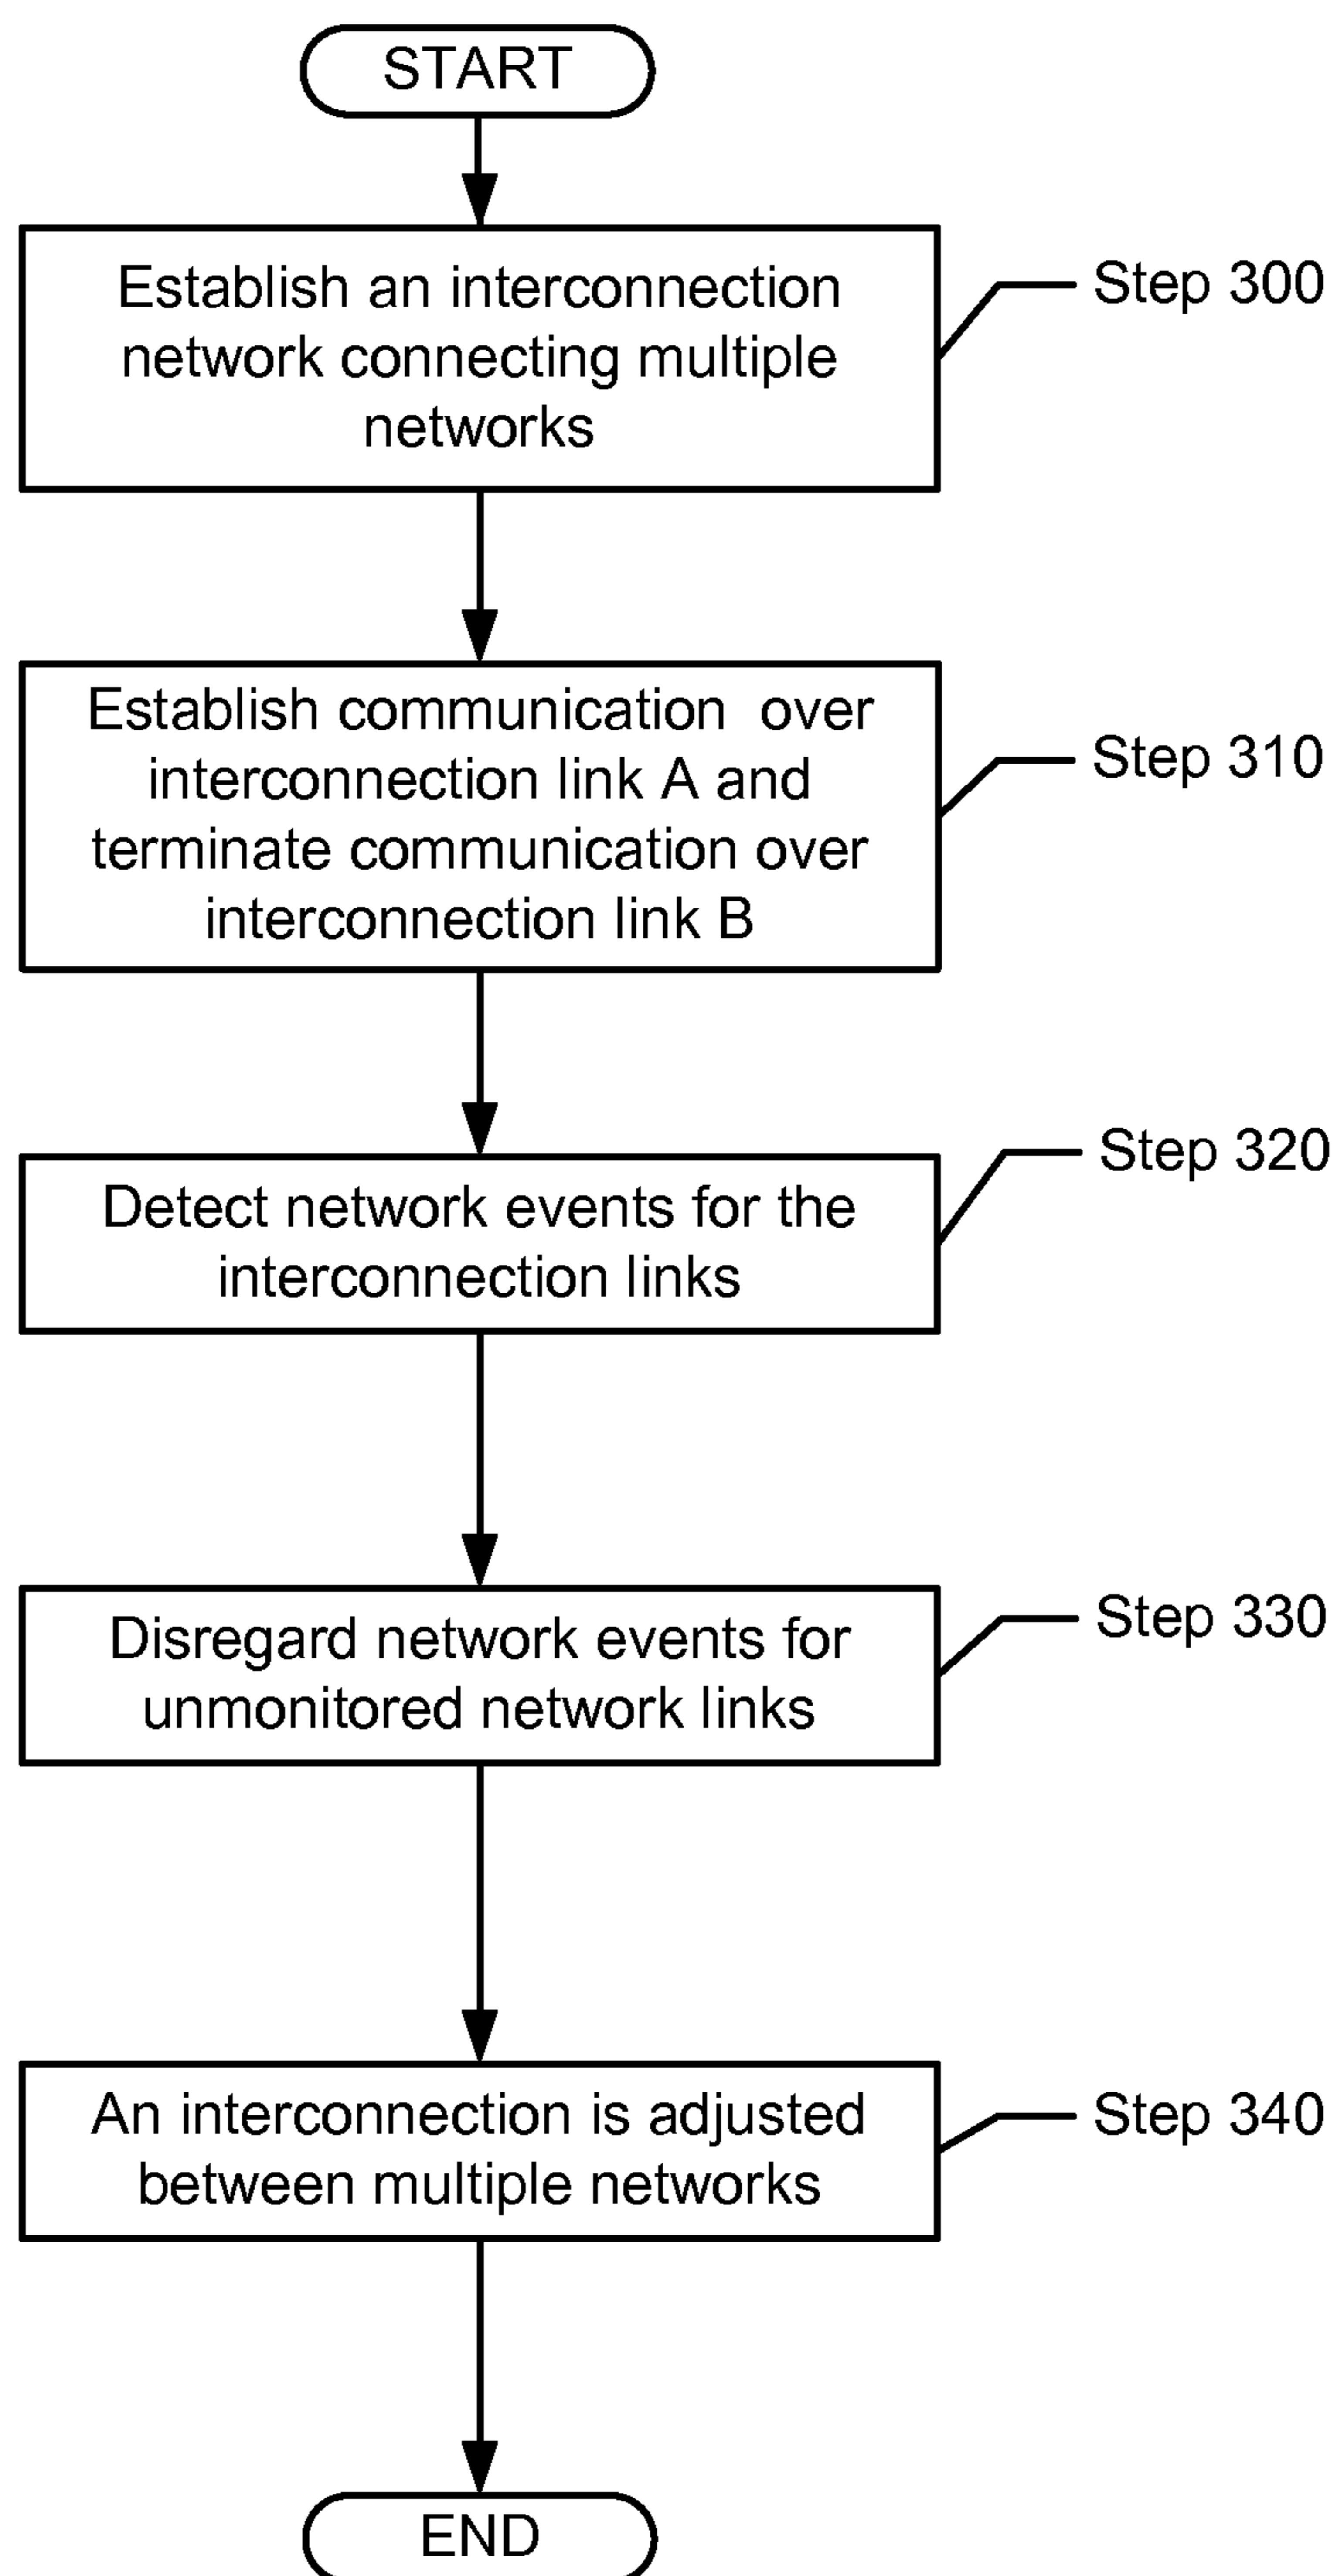 START
Establish an interconnection
network connecting multiple
networks
Step 300
Establish communication over
interconnection link A and
terminate communication over
interconnection link B
Step 310
Detect network events for the
interconnection links
Step 320
Disregard network events for
unmonitored network links
Step 330
An interconnection is adjusted
between multiple networks
Step 340
END